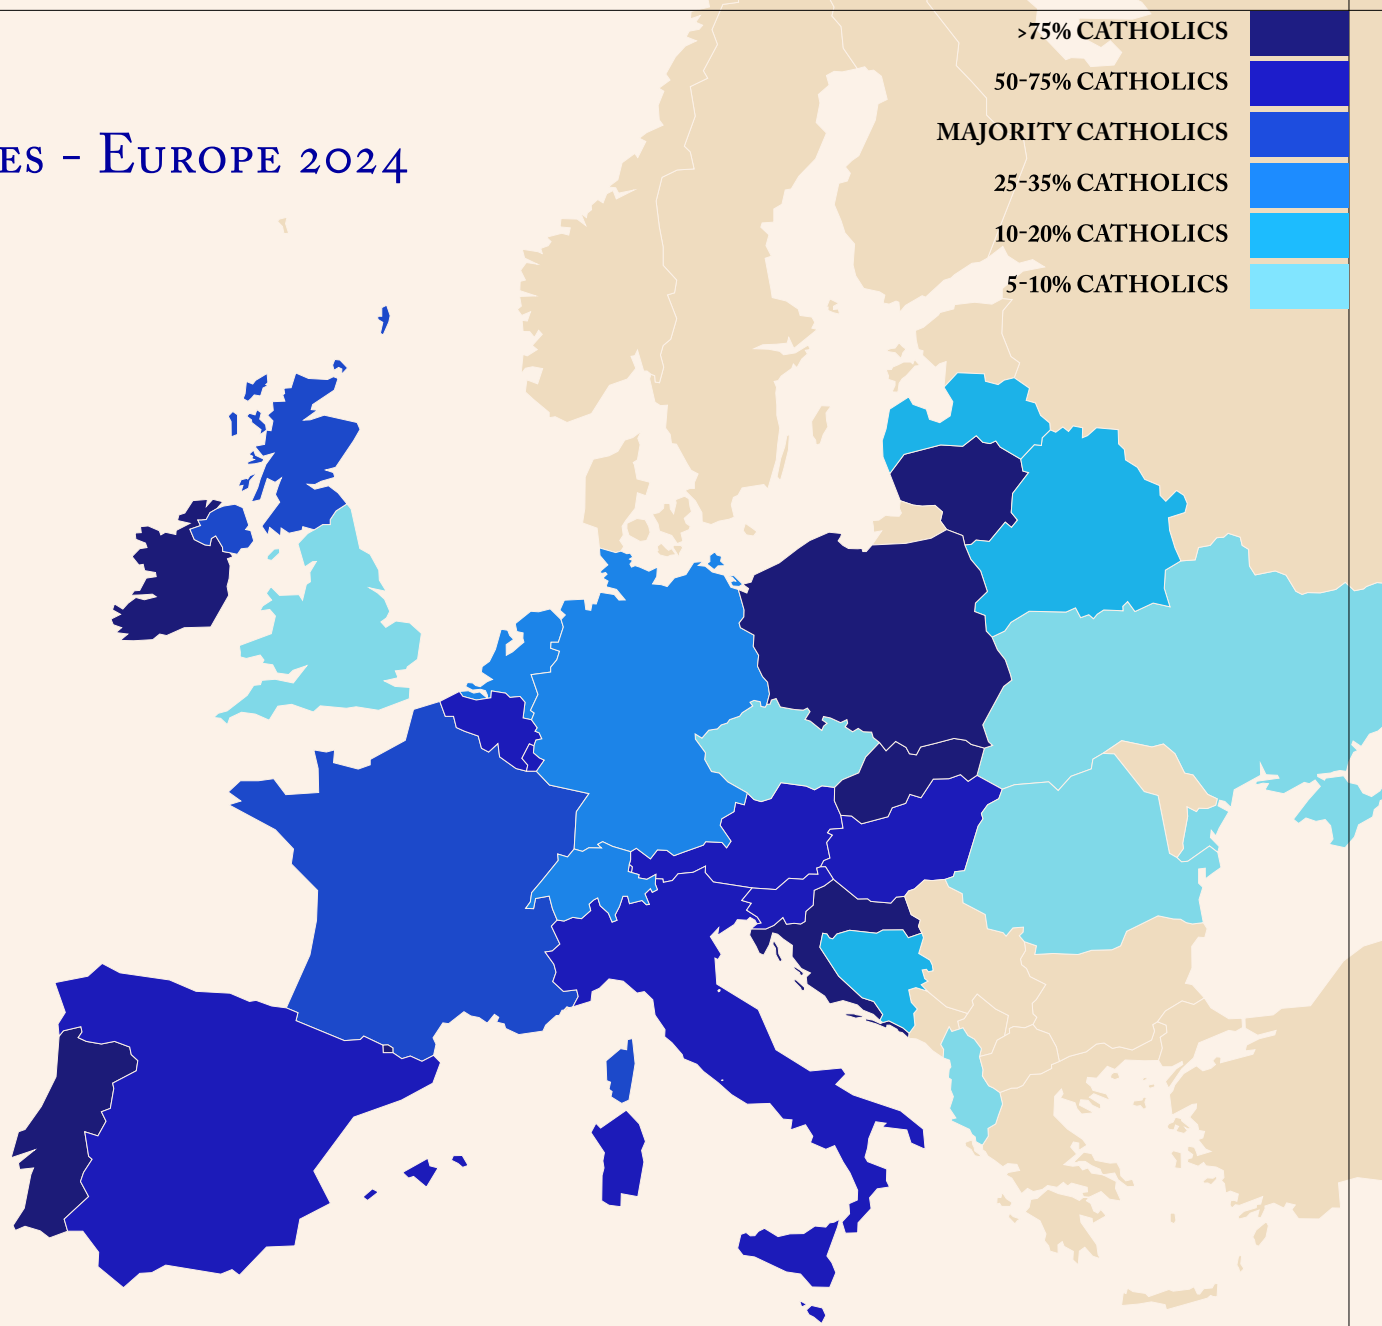 >75% CATHOLICS
50-75% CATHOLICS
MAJORITY CATHOLICS
ES - EUROPE 2024
25-35% CATHOLICS
10-20% CATHOLICS
5-10% CATHOLICS